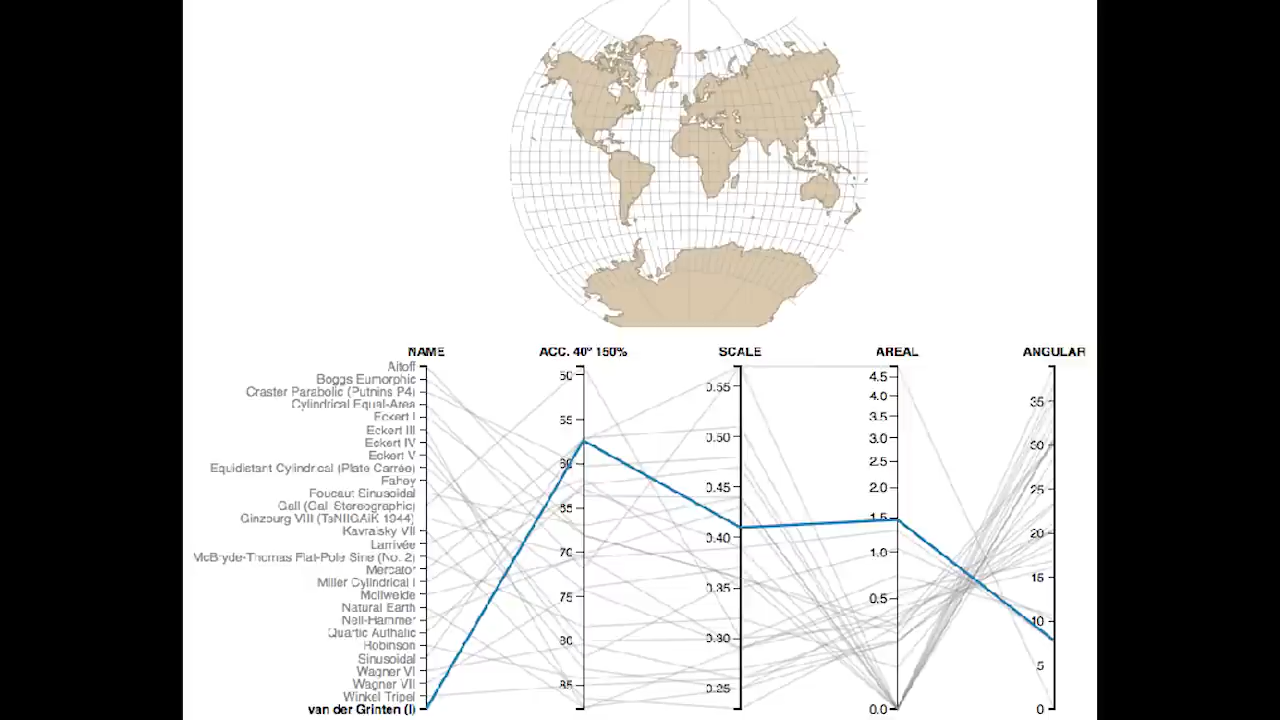 NAME
ACC. 40° 150%
SCALE
AREAL
ANGULAR
Aitoff
Boggs Eumorphic
Craster Parabolic (Putnins P4)
Cylindrical Equal-Area
Eckert I
Eckert III
Eckert IV
Eckert V
Equidistant Cylindrical (Plate Carrée)
Fahey
Foucaut Sinusoidal
Gall (Gall Stereographic)
Ginzburg VIII (TsNIIGAiK 1944)
Kavraisky VII
Larrivée
McBryde-Thomas Flat-Pole Sine (No. 2)
Mercator
Miller Cylindrical I
Mollweide
Natural Earth
Nell-Hammer
Quartic Authalic
Robinson
Sinusoidal
Wagner VI
Wagner VII
Winkel Tripel
van der Grinten (I)
50
55
60
65
70
75
80
85
0.55
0.50
0.45
0.40
0.35
0.30
0.25
4.5
4.0
3.5
3.0
2.5
2.0
1.5
1.0
0.5
0.0
35
30
25
20
15
10
5
0